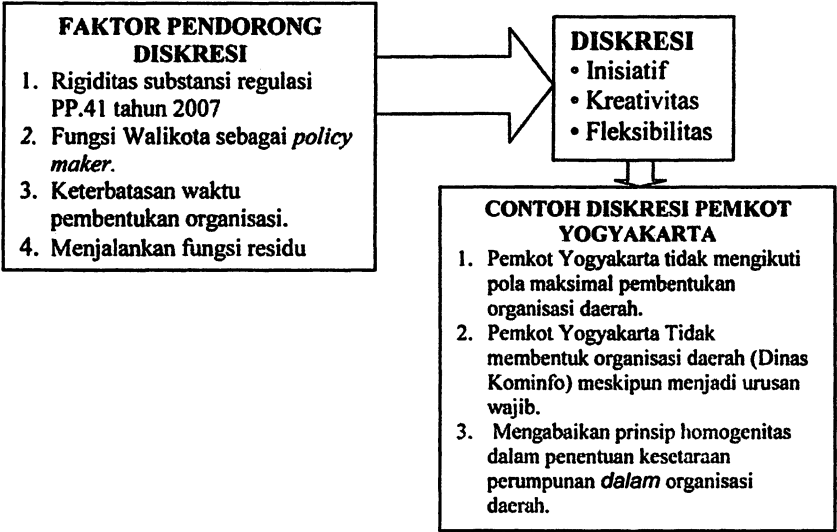 FAKTOR PENDORONG
DISKRESI
1. Rigiditas substansi regulasi
PP.41 tahun 2007
2. Fungsi Walikota sebagai policy
maker.
3. Keterbatasan waktu
pembentukan organisasi.
4. Menjalankan fungsi residu
DISKRESI
• Inisiatif
• Kreativitas
• Fleksibilitas
CONTOH DISKRESI PEMKOT
YOGYAKARTA
1. Pemkot Yogyakarta tidak mengikuti
pola maksimal pembentukan
organisasi daerah.
2. Pemkot Yogyakarta Tidak
membentuk organisasi daerah (Dinas
Kominfo) meskipun menjadi urusan
wajib.
3. Mengabaikan prinsip homogenitas
dalam penentuan kesetaraan
perumpunan dalam organisasi
daerah.